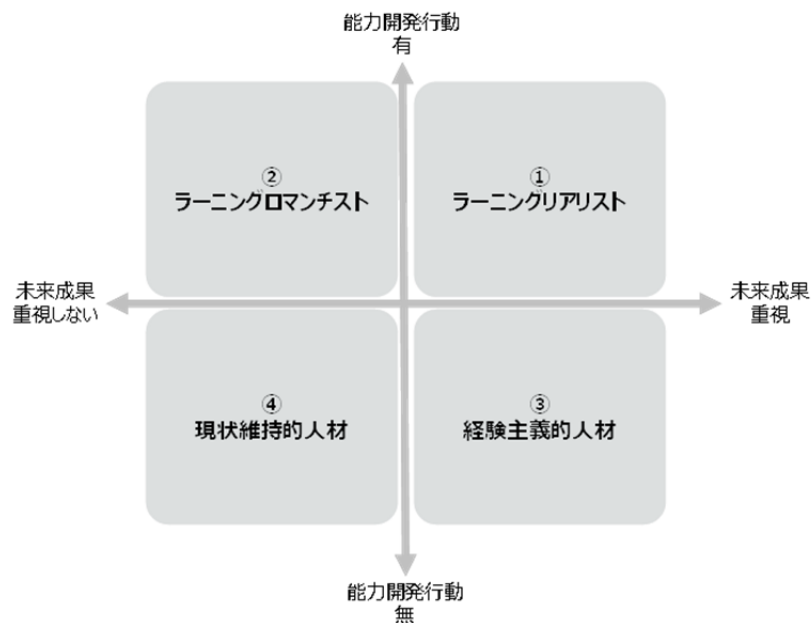 能力開発行動
有
②
ラーニングロマンチスト
①
ラーニングリアリスト
未来成果
重視しない
未来成果
重視
④
現状維持的人材
③
経験主義的人材
能力開発行動
無